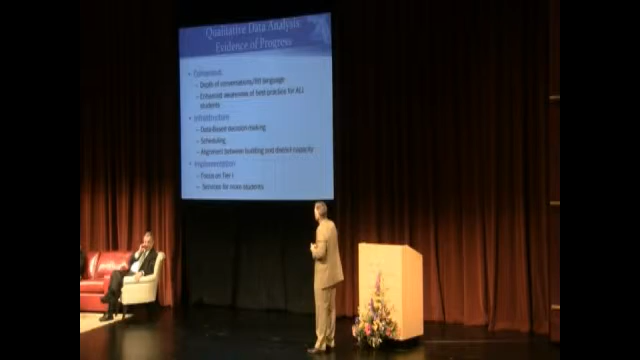 Qualitative Data Analysis
Evidence of Progress
• Consensus
– Depth of conversations/RtI language
– Enhanced awareness of best practice for ALL
students
• Infrastructure
– Data-Based decision making
– Scheduling
– Alignment between building and district capacity
• Implementation
– Focus on Tier I
– Services for more students